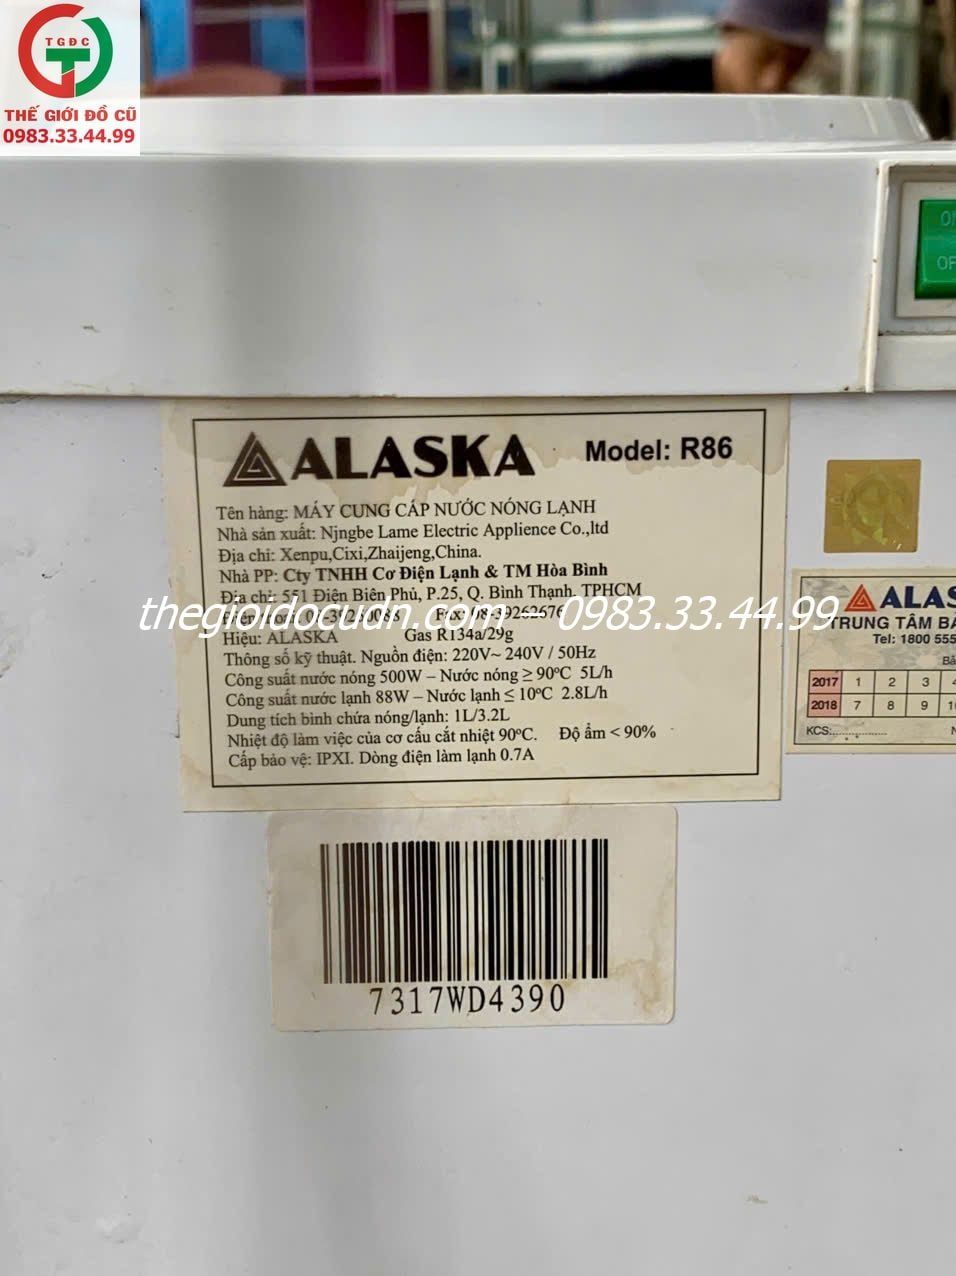 TGĐC
THẾ GIỚI ĐỒ CŨ
0983.33.44.99
ON
OF
ALASKA Model: R86
Tên hàng: MÁY CUNG CẤP NƯỚC NÓNG LẠNH
Nhà sản xuất: Njngbe Lame Electric Applience Co.,ltd
Địa chỉ: Xenpu,Cixi,Zhaijeng,China.
Nhà PP: Cty TNHH Cơ Điện Lạnh & TM Hòa Bình
Địa chỉ: 551 Điện Biên Phủ, P.25, Q. Bình Thạnh. TPHCM
Fax: 08-39262676
thegioidocudn.com 0983.33.44.99
Hiệu: ALASKA Gas R134a/29g
Thông số kỹ thuật. Nguồn điện: 220V~ 240V / 50Hz
Công suất nước nóng 500W – Nước nóng ≥ 90ºC 5L/h
Công suất nước lạnh 88W – Nước lạnh ≤ 10ºC 2.8L/h
Dung tích bình chứa nóng/lạnh: 1L/3.2L
Nhiệt độ làm việc của cơ cấu cắt nhiệt 90ºC. Độ ẩm < 90%
Cấp bảo vệ: IPXI. Dòng điện làm lạnh 0.7A
ALAS
TRUNG TÂM BA
Tel: 1800 555
Bả
2017 1 2 3 4
2018 7 8 9 10
KCS:................ N
7317WD4390